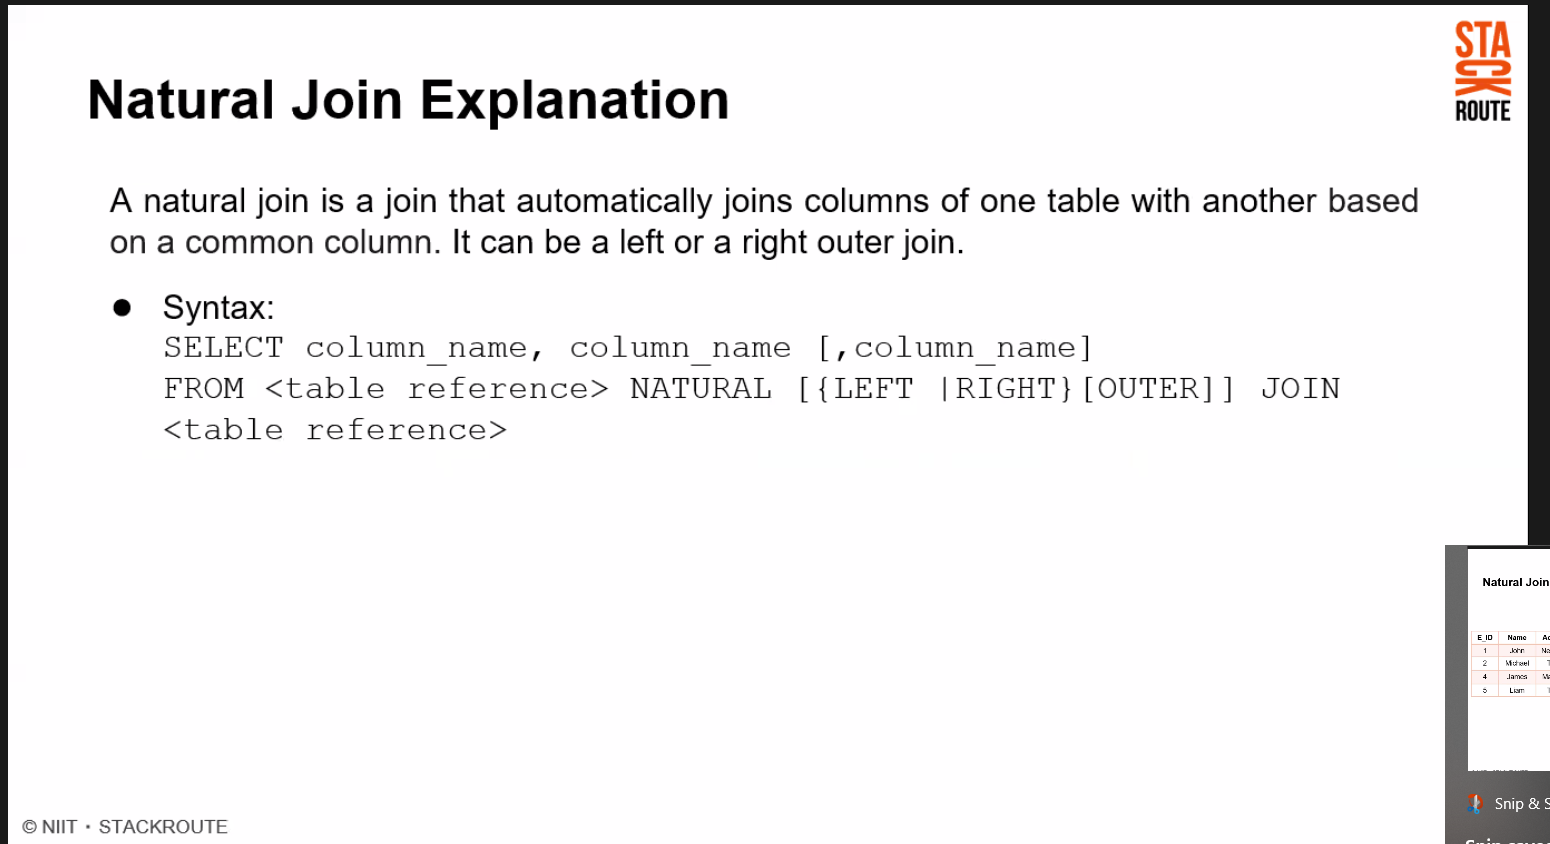 STA
CK
ROUTE
Natural Join Explanation
A natural join is a join that automatically joins columns of one table with another based
on a common column. It can be a left or a right outer join.
● Syntax:
SELECT column_name, column_name [,column_name]
FROM <table reference> NATURAL [{LEFT |RIGHT}[OUTER]] JOIN
<table reference>
Natural Join
E_ID Name
1 John
2 Michael
4 James
5 Liam
Snip & S
© NIIT · STACKROUTE